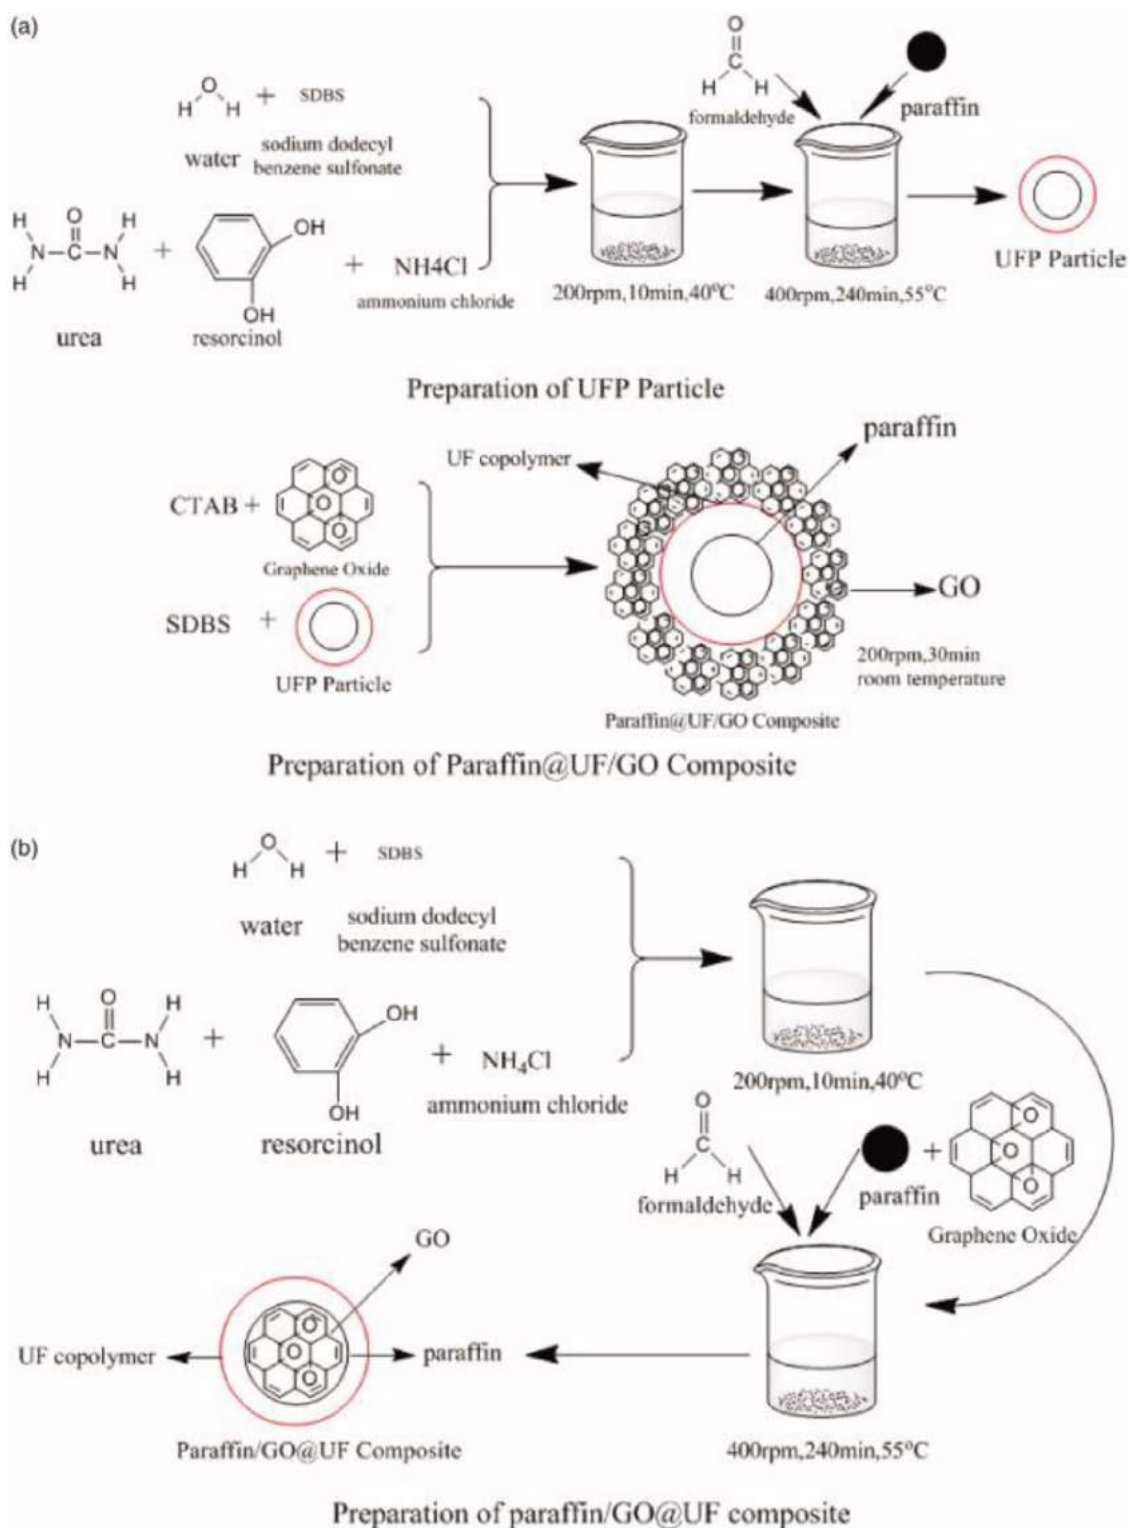 (a)
O
H H
+ SDBS
water
sodium dodecyl
benzene sulfonate
H O H
N—C—N
H H
+
OH
OH
+ NH4Cl
ammonium chloride
urea
resorcinol
200rpm,10min,40°C
O
C
H H
formaldehyde
paraffin
400rpm,240min,55°C
UFP Particle
Preparation of UFP Particle
CTAB +
O
O
O
Graphene Oxide
SDBS +
UFP Particle
UF copolymer
paraffin
GO
200rpm,30min
room temperature
Paraffin@UF/GO Composite
Preparation of Paraffin@UF/GO Composite
(b)
O
H H
+ SDBS
water
sodium dodecyl
benzene sulfonate
H O H
N—C—N
H H
+
OH
OH
+ NH₄Cl
ammonium chloride
urea
resorcinol
200rpm,10min,40°C
O
C
H H
formaldehyde
paraffin
+
O
O
O
Graphene Oxide
400rpm,240min,55°C
GO
O
O
O
UF copolymer
paraffin
Paraffin/GO@UF Composite
Preparation of paraffin/GO@UF composite